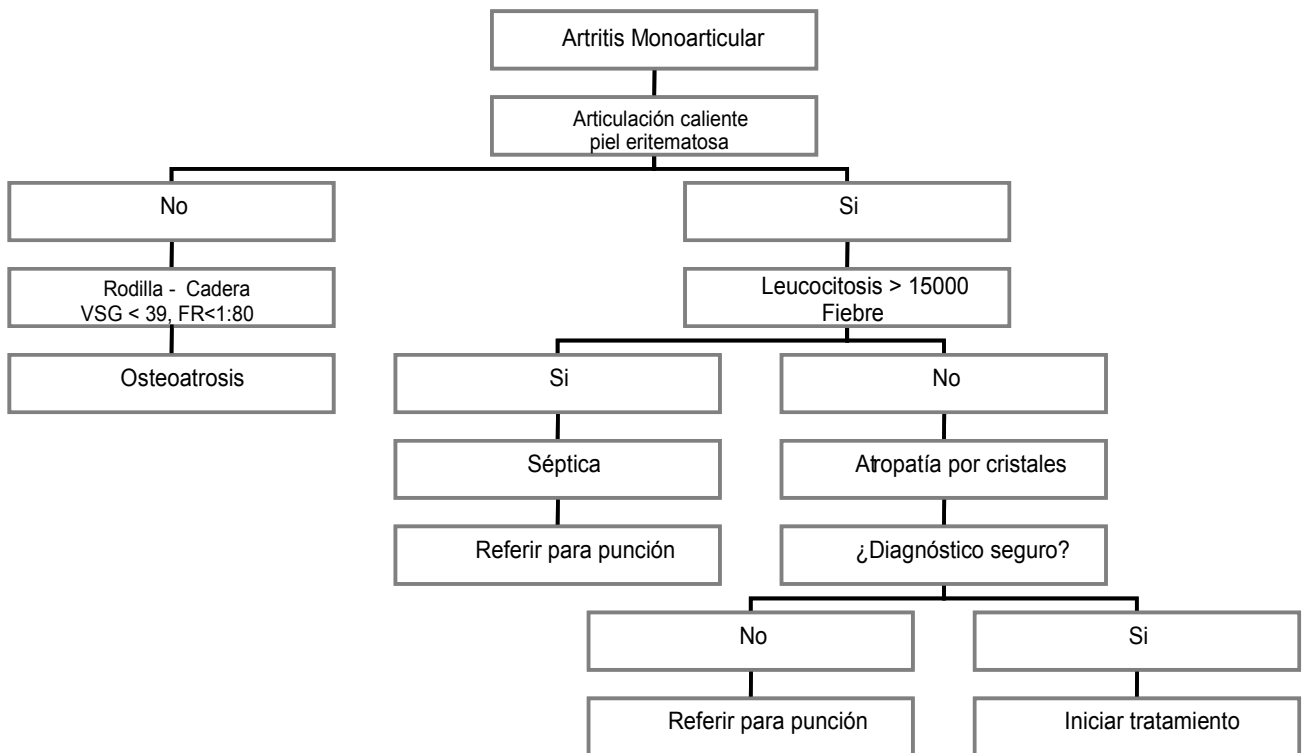 Artritis Monoarticular
Articulación caliente
piel eritematosa
No
Si
Rodilla - Cadera
VSG < 39, FR<1:80
Leucocitosis > 15000
Fiebre
Osteoatrosis
Si
No
Séptica
Atropatía por cristales
Referir para punción
¿Diagnóstico seguro?
No
Si
Referir para punción
Iniciar tratamiento